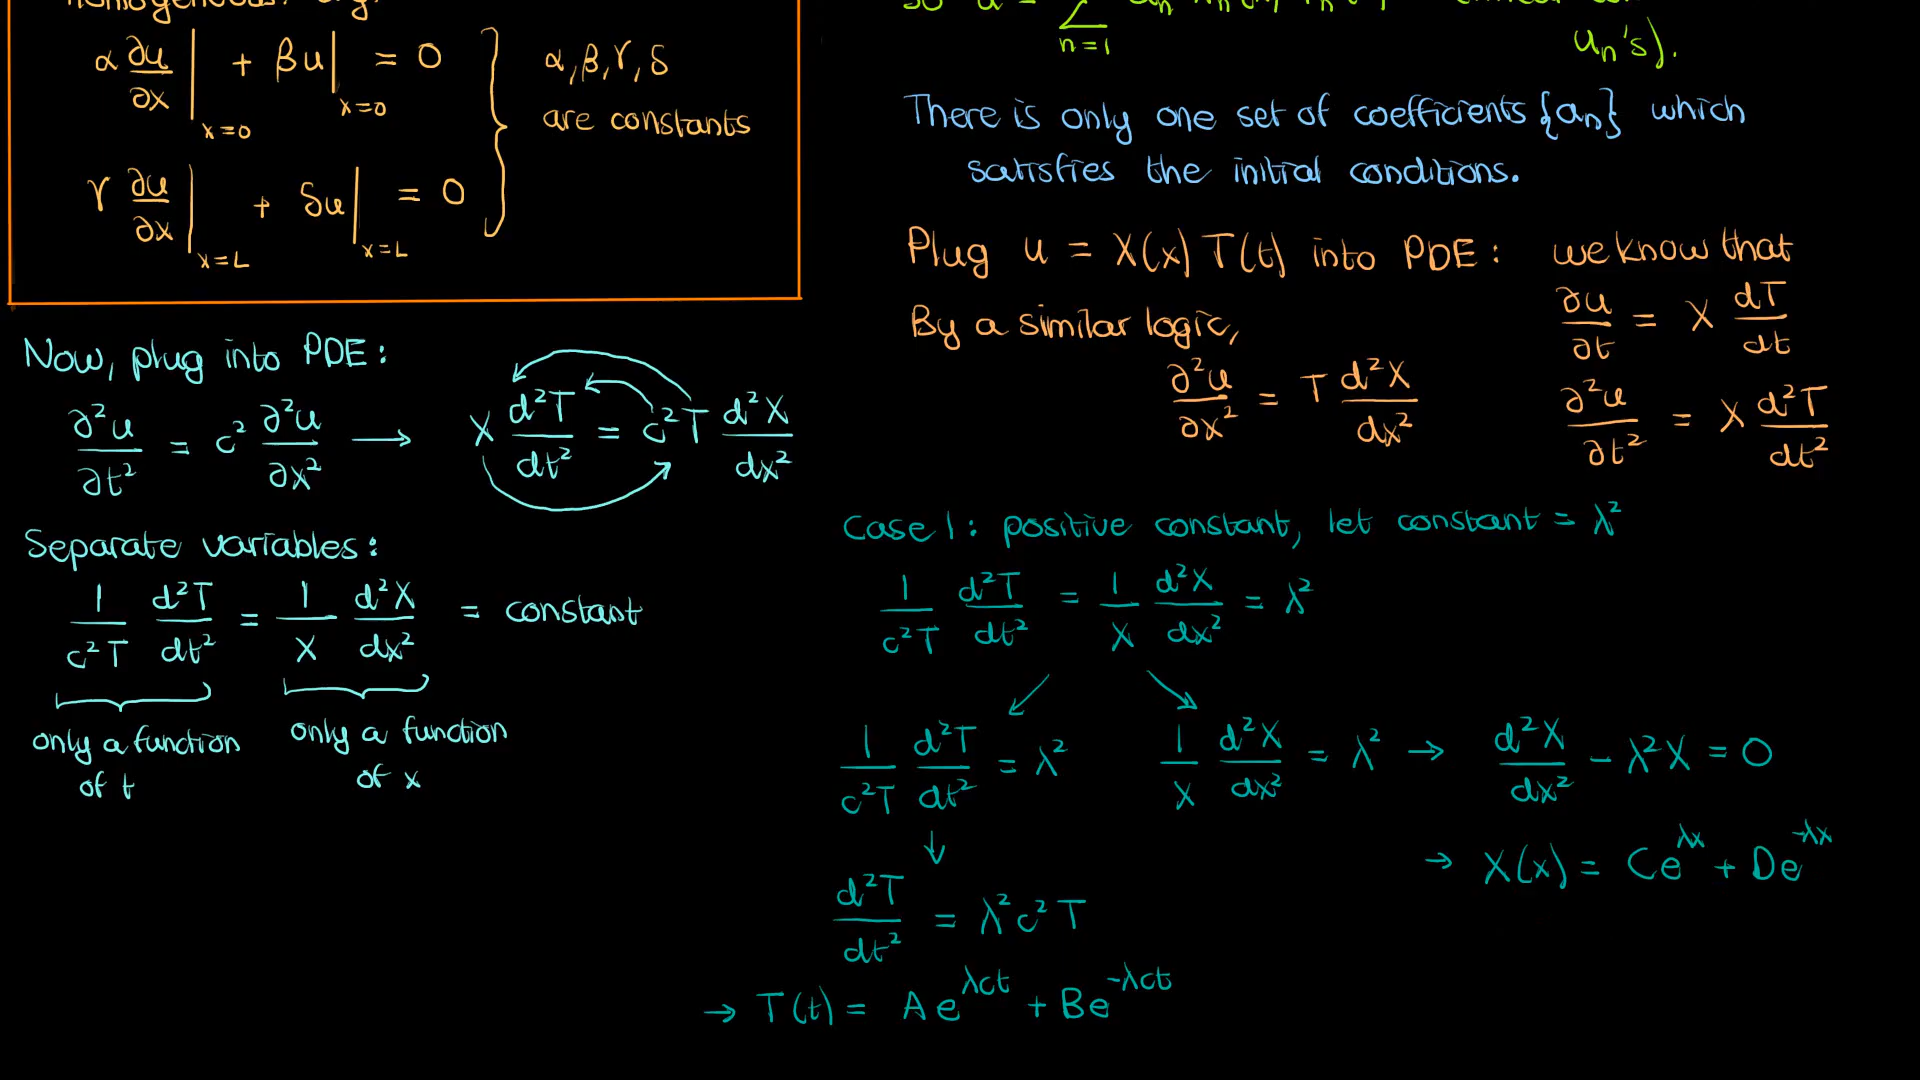 α ∂u/∂x |x=0 + βu |x=0 = 0
γ ∂u/∂x |x=L + δu |x=L = 0
α, β, γ, δ
are constants
Now, plug into PDE:
∂²u/∂t² = c² ∂²u/∂x² → X d²T/dt² = c²T d²X/dx²
Separate variables:
1/c²T d²T/dt² = 1/X d²X/dx² = constant
only a function
of t
only a function
of x
n=1
uₙ's).
There is only one set of coefficients {aₙ} which
satisfies the initial conditions.
Plug u = X(x) T(t) into PDE: we know that
∂u/∂t = X dT/dt
By a similar logic,
∂²u/∂x² = T d²X/dx²
∂²u/∂t² = X d²T/dt²
Case 1: positive constant, let constant = λ²
1/c²T d²T/dt² = 1/X d²X/dx² = λ²
1/c²T d²T/dt² = λ²
1/X d²X/dx² = λ² → d²X/dx² - λ²X = 0
→ X(x) = Ce^λx + De^-λx
↓
d²T/dt² = λ²c²T
→ T(t) = Ae^λct + Be^-λct